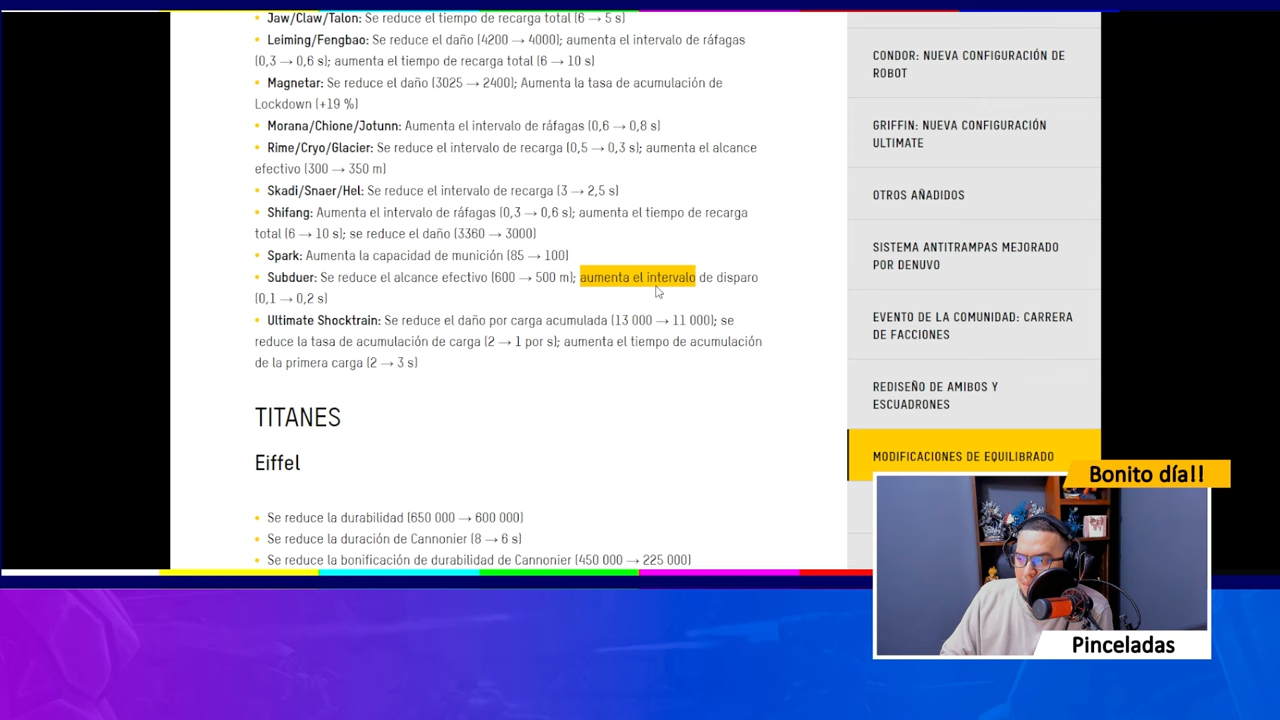 • Jaw/Claw/Talon: Se reduce el tiempo de recarga total (6 → 5 s)
• Leiming/Fengbao: Se reduce el daño (4200 → 4000); aumenta el intervalo de ráfagas
(0,3 → 0,6 s); aumenta el tiempo de recarga total (6 → 10 s)
• Magnetar: Se reduce el daño (3025 → 2400); Aumenta la tasa de acumulación de
Lockdown (+19 %)
• Morana/Chione/Jotunn: Aumenta el intervalo de ráfagas (0,6 → 0,8 s)
• Rime/Cryo/Glacier: Se reduce el intervalo de recarga (0,5 → 0,3 s); aumenta el alcance
efectivo (300 → 350 m)
• Skadi/Snaer/Hel: Se reduce el intervalo de recarga (3 → 2,5 s)
• Shifang: Aumenta el intervalo de ráfagas (0,3 → 0,6 s); aumenta el tiempo de recarga
total (6 → 10 s); se reduce el daño (3360 → 3000)
• Spark: Aumenta la capacidad de munición (85 → 100)
• Subduer: Se reduce el alcance efectivo (600 → 500 m); aumenta el intervalo de disparo
(0,1 → 0,2 s)
• Ultimate Shocktrain: Se reduce el daño por carga acumulada (13 000 → 11 000); se
reduce la tasa de acumulación de carga (2 → 1 por s); aumenta el tiempo de acumulación
de la primera carga (2 → 3 s)
TITANES
Eiffel
• Se reduce la durabilidad (650 000 → 600 000)
• Se reduce la duración de Cannonier (8 → 6 s)
• Se reduce la bonificación de durabilidad de Cannonier (450 000 → 225 000)
CONDOR: NUEVA CONFIGURACIÓN DE
ROBOT
GRIFFIN: NUEVA CONFIGURACIÓN
ULTIMATE
OTROS AÑADIDOS
SISTEMA ANTITRAMPAS MEJORADO
POR DENUVO
EVENTO DE LA COMUNIDAD: CARRERA
DE FACCIONES
REDISEÑO DE AMIBOS Y
ESCUADRONES
MODIFICACIONES DE EQUILIBRADO
Bonito día!!
Pinceladas